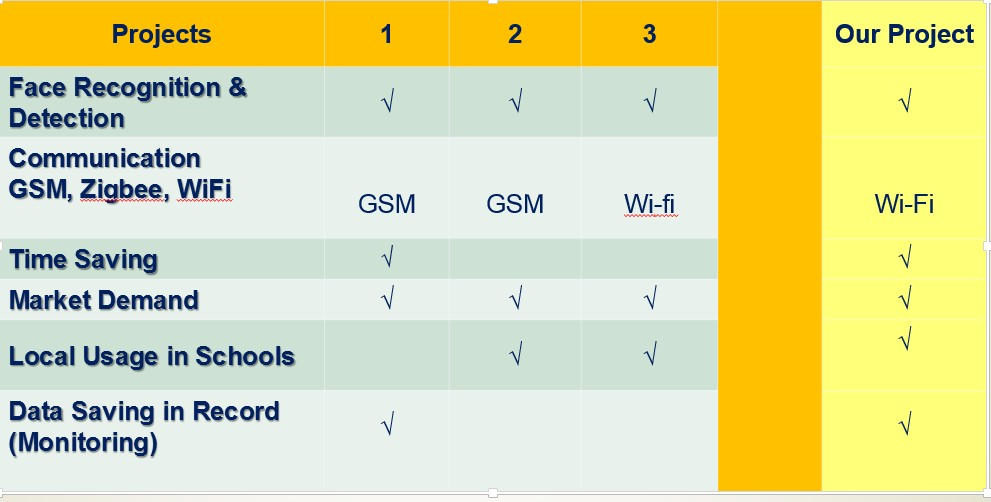 Projects 1 2 3 Our Project
Face Recognition &
Detection √ √ √ √
Communication
GSM, Zigbee, WiFi
GSM GSM Wi-fi Wi-Fi
Time Saving √ √
Market Demand √ √ √ √
Local Usage in Schools √ √ √
Data Saving in Record
(Monitoring) √ √